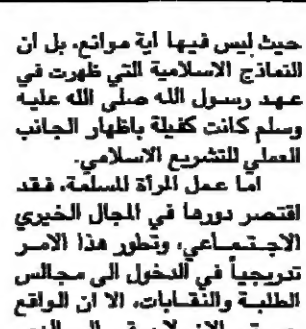 حيث ليس فيها اية موانع، بل ان
النماذج الاسلامية التي ظهرت في
عهد رسول الله صلى الله عليه
وسلم كانت كفيلة باظهار الجانب
العملي للتشريع الاسلامي.
اما عمل المرأة المسلمة، فقد
اقتصر دورها في المجال الخيري
الاجتماعي، وتطور هذا الامر
تدريجياً في الدخول الى مجالس
الطلبة والنقابات، الا ان الواقع